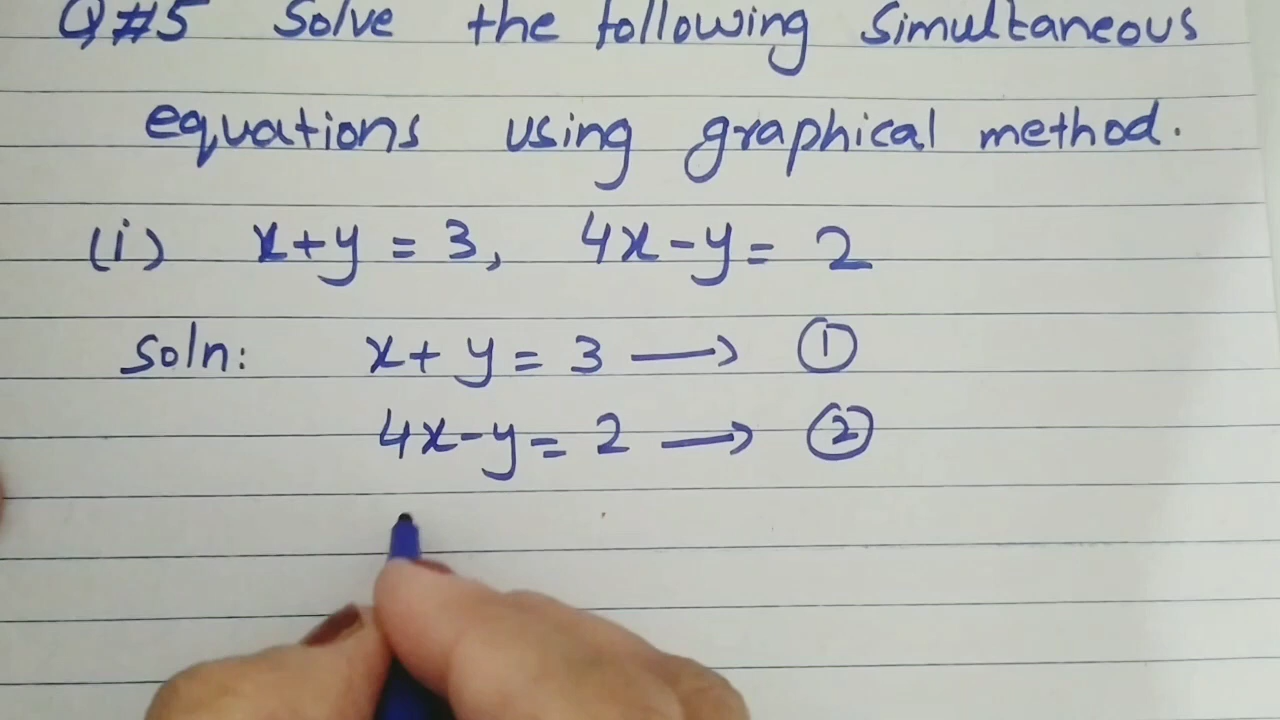 Q#5 Solve the following Simultaneous
equations using graphical method.
(i) x+y = 3, 4x-y = 2
Soln: x+ y = 3 ⟶ ①
4x-y = 2 ⟶ ②